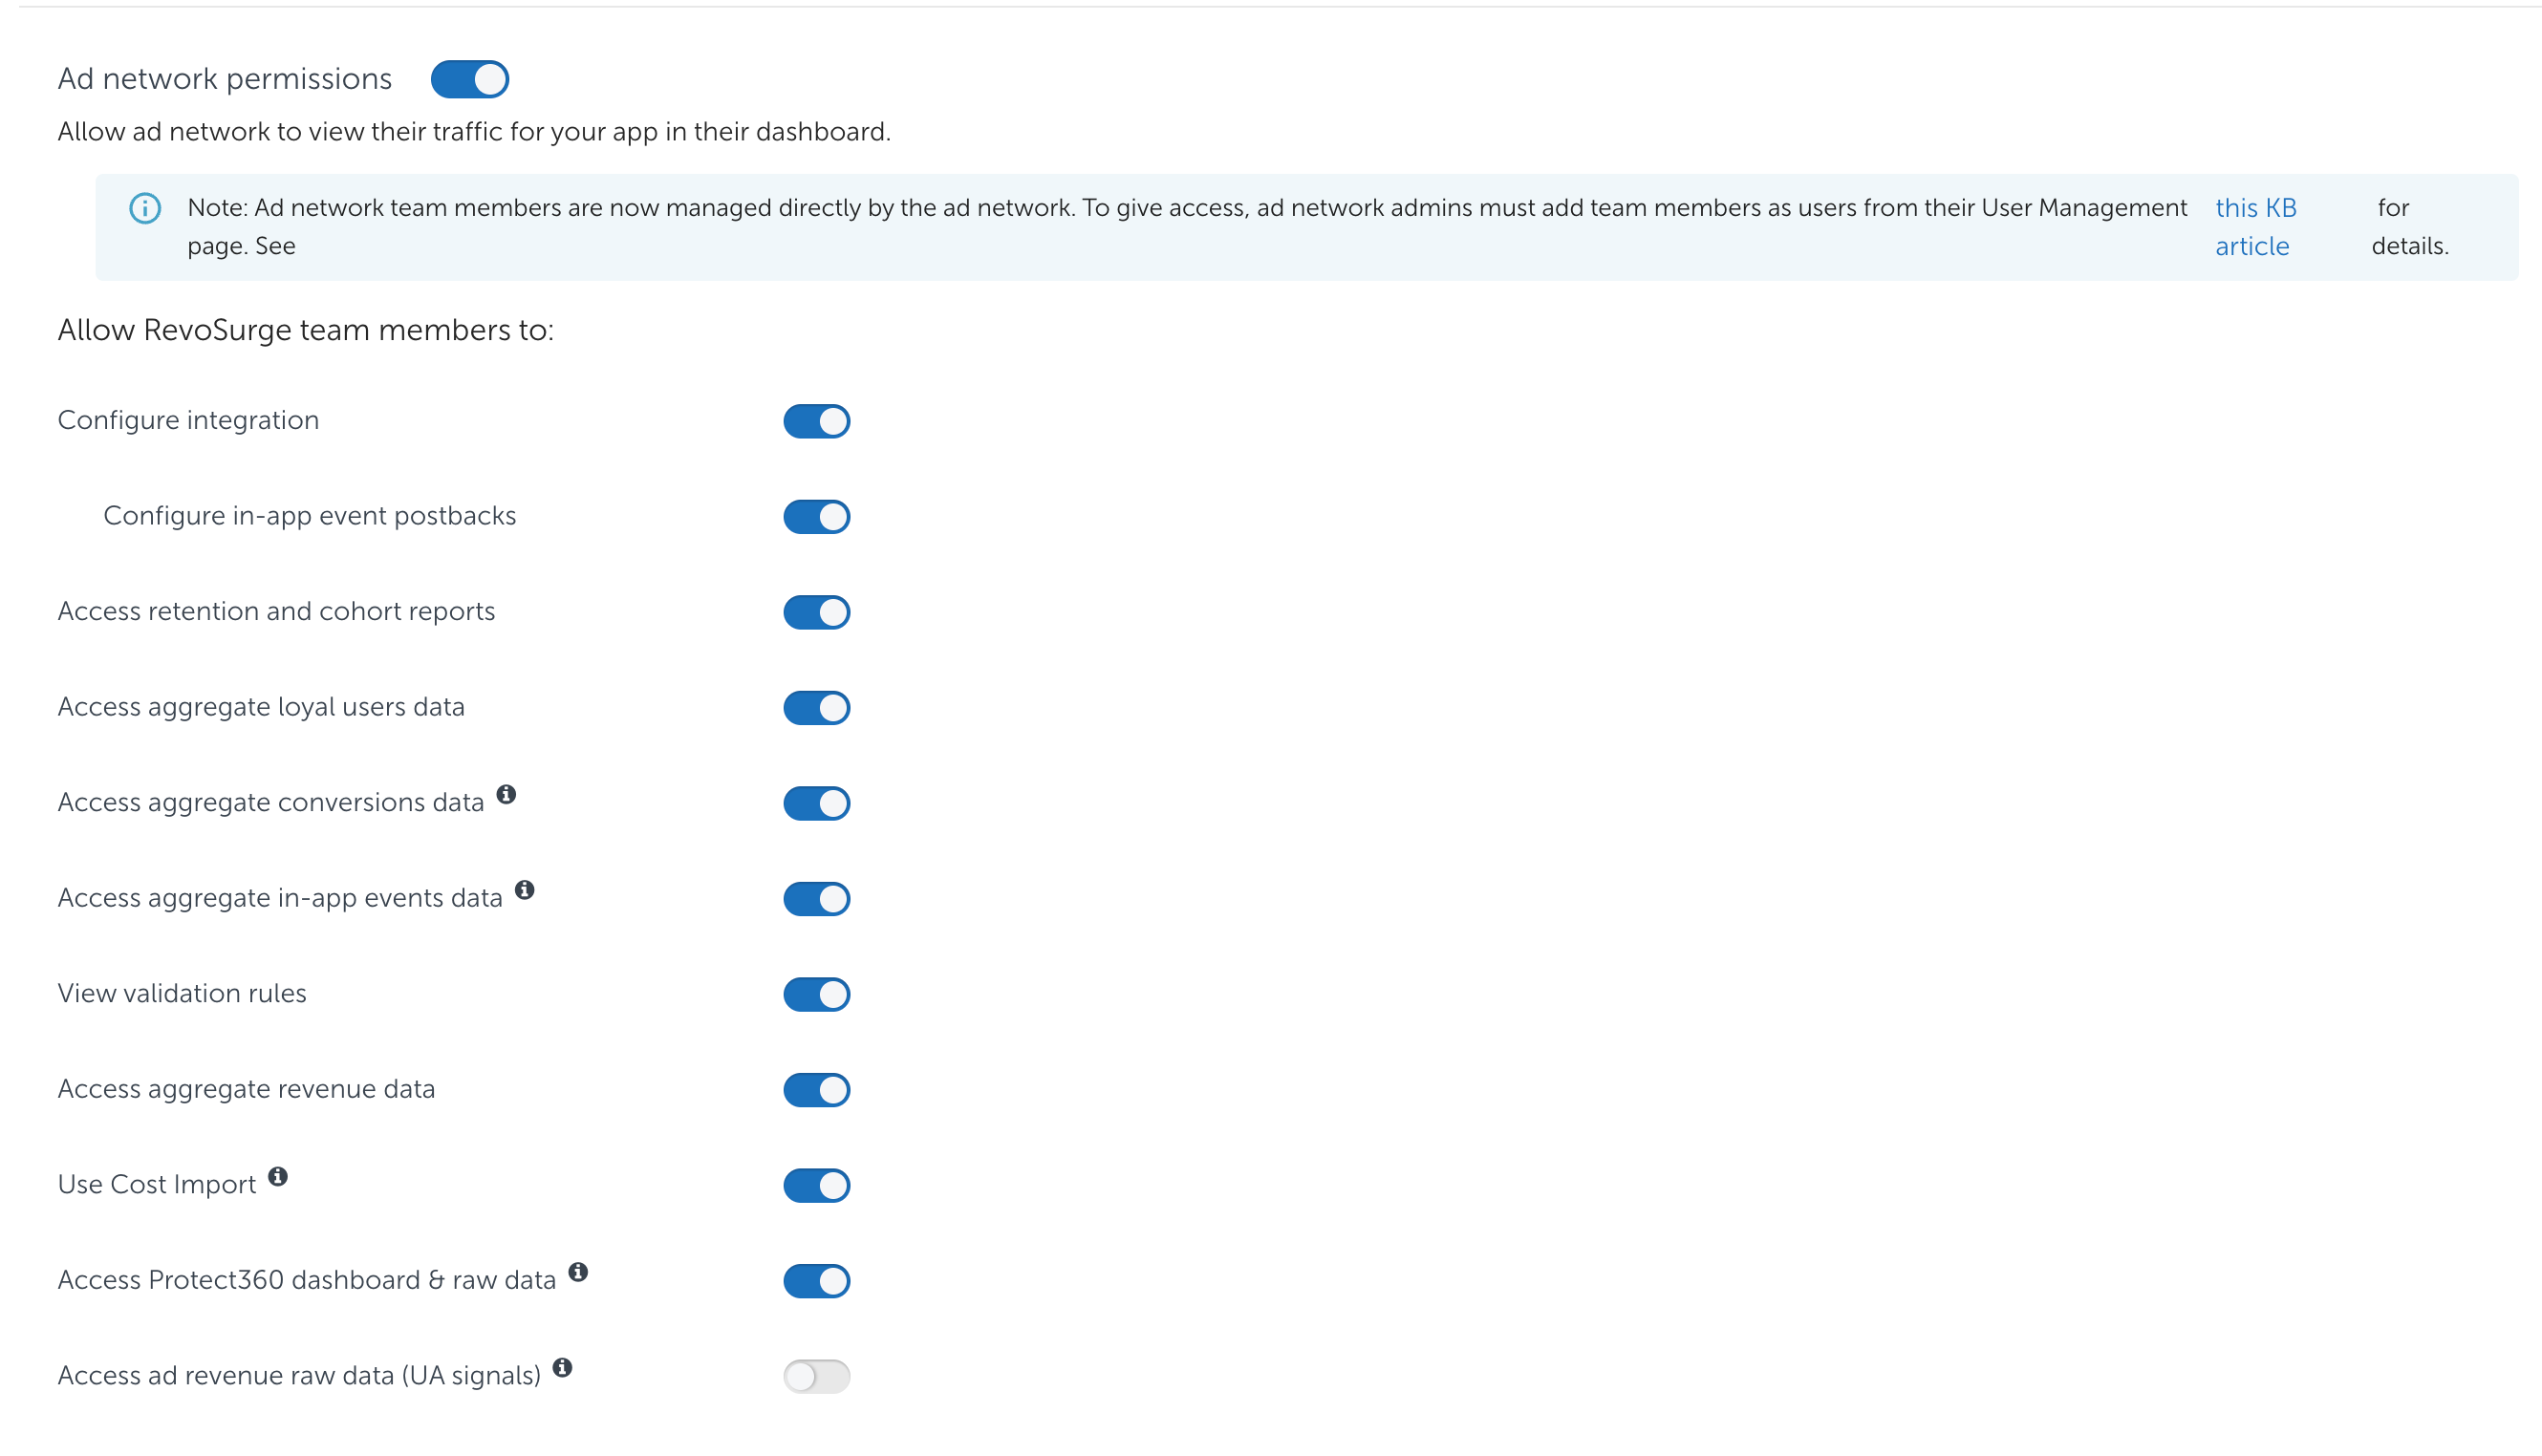 Ad network permissions
Allow ad network to view their traffic for your app in their dashboard.
Note: Ad network team members are now managed directly by the ad network. To give access, ad network admins must add team members as users from their User Management
page. See
this KB
article
for
details.
Allow RevoSurge team members to:
Configure integration
Configure in-app event postbacks
Access retention and cohort reports
Access aggregate loyal users data
Access aggregate conversions data
Access aggregate in-app events data
View validation rules
Access aggregate revenue data
Use Cost Import
Access Protect360 dashboard & raw data
Access ad revenue raw data (UA signals)